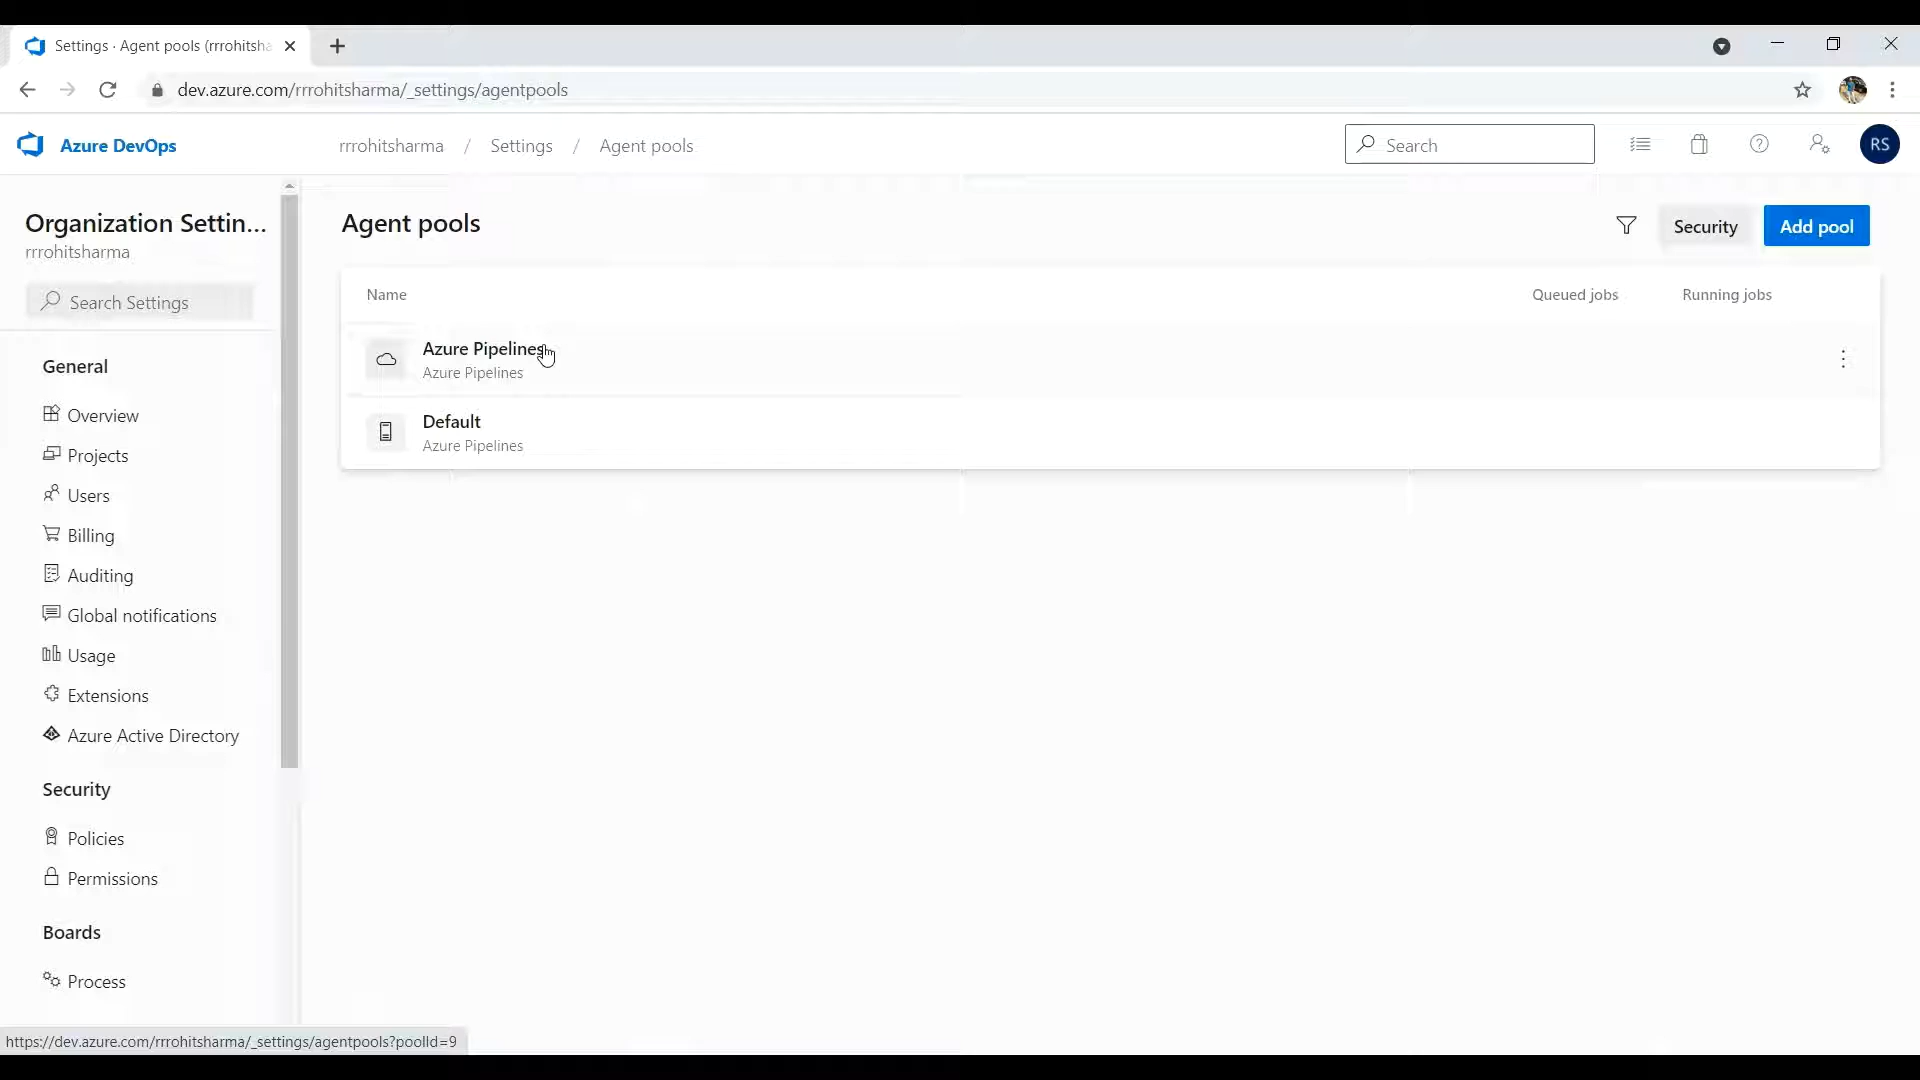 Settings · Agent pools (rrrohitsha
dev.azure.com/rrrohitsharma/_settings/agentpools
Azure DevOps
rrrohitsharma / Settings / Agent pools
Search
RS
Organization Settin...
rrrohitsharma
Search Settings
General
Overview
Projects
Users
Billing
Auditing
Global notifications
Usage
Extensions
Azure Active Directory
Security
Policies
Permissions
Boards
Process
Agent pools
Security
Add pool
Name
Queued jobs
Running jobs
Azure Pipelines
Azure Pipelines
Default
Azure Pipelines
https://dev.azure.com/rrrohitsharma/_settings/agentpools?poolId=9